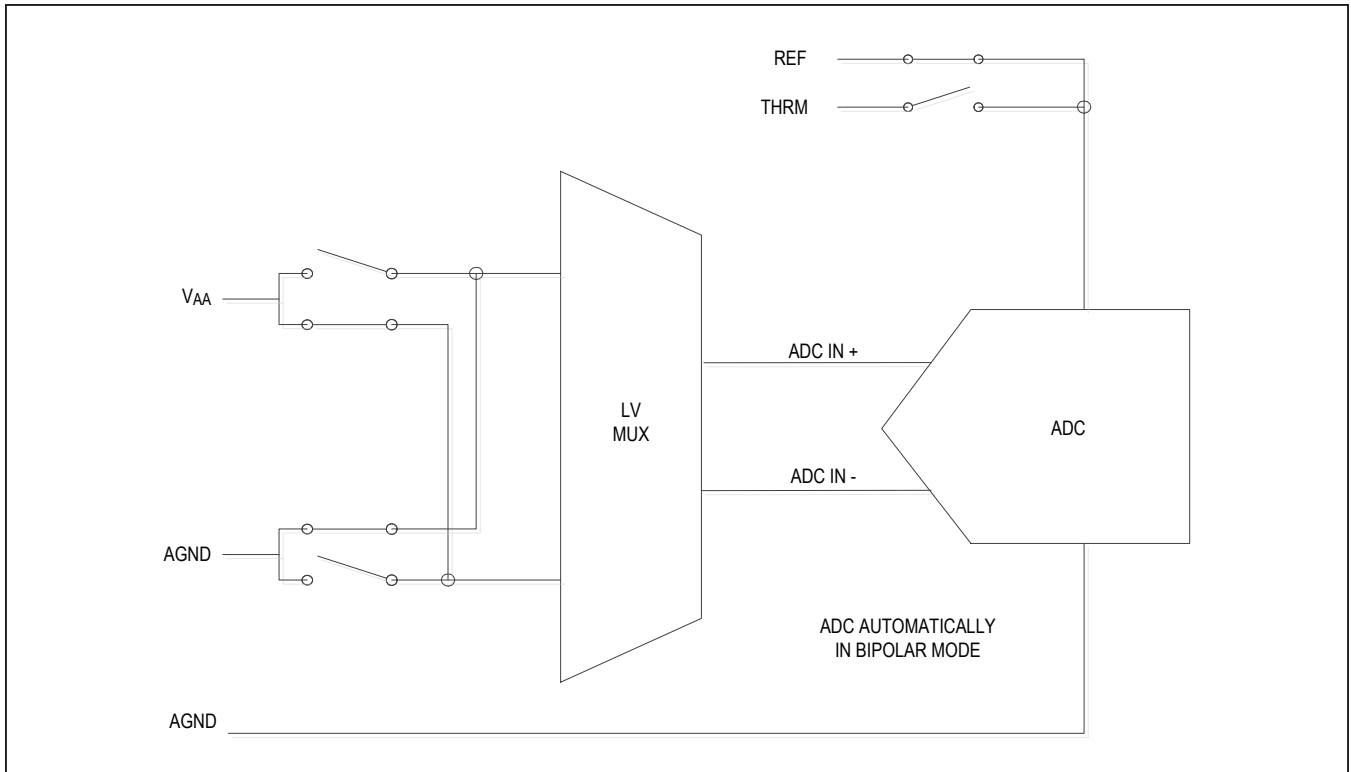 REF
THRM
VAA
LV
MUX
ADC IN +
ADC
ADC IN -
AGND
ADC AUTOMATICALLY
IN BIPOLAR MODE
AGND